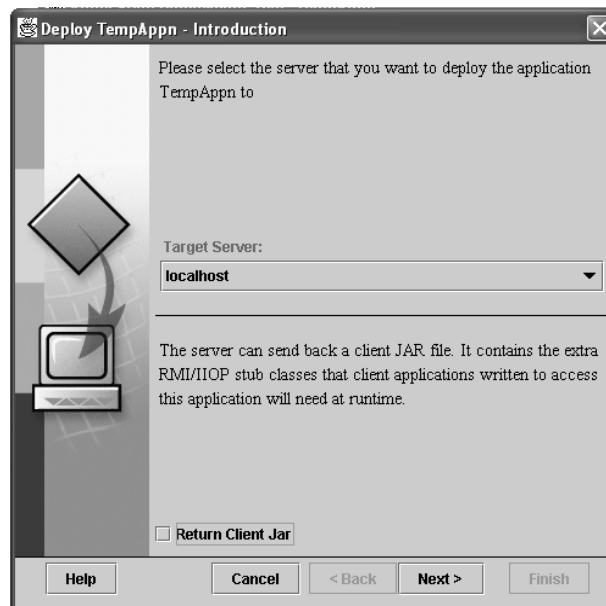 Deploy TempAppn - Introduction
Please select the server that you want to deploy the application
TempAppn to
Target Server:
localhost
The server can send back a client JAR file. It contains the extra
RMI/IIOP stub classes that client applications written to access
this application will need at runtime.
Return Client Jar
Help Cancel < Back Next > Finish